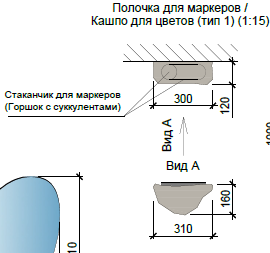 Полочка для маркеров /
Кашпо для цветов (тип 1) (1:15)
Стаканчик для маркеров
(Горшок с суккулентами)
300
120
Вид А
Вид А
160
310